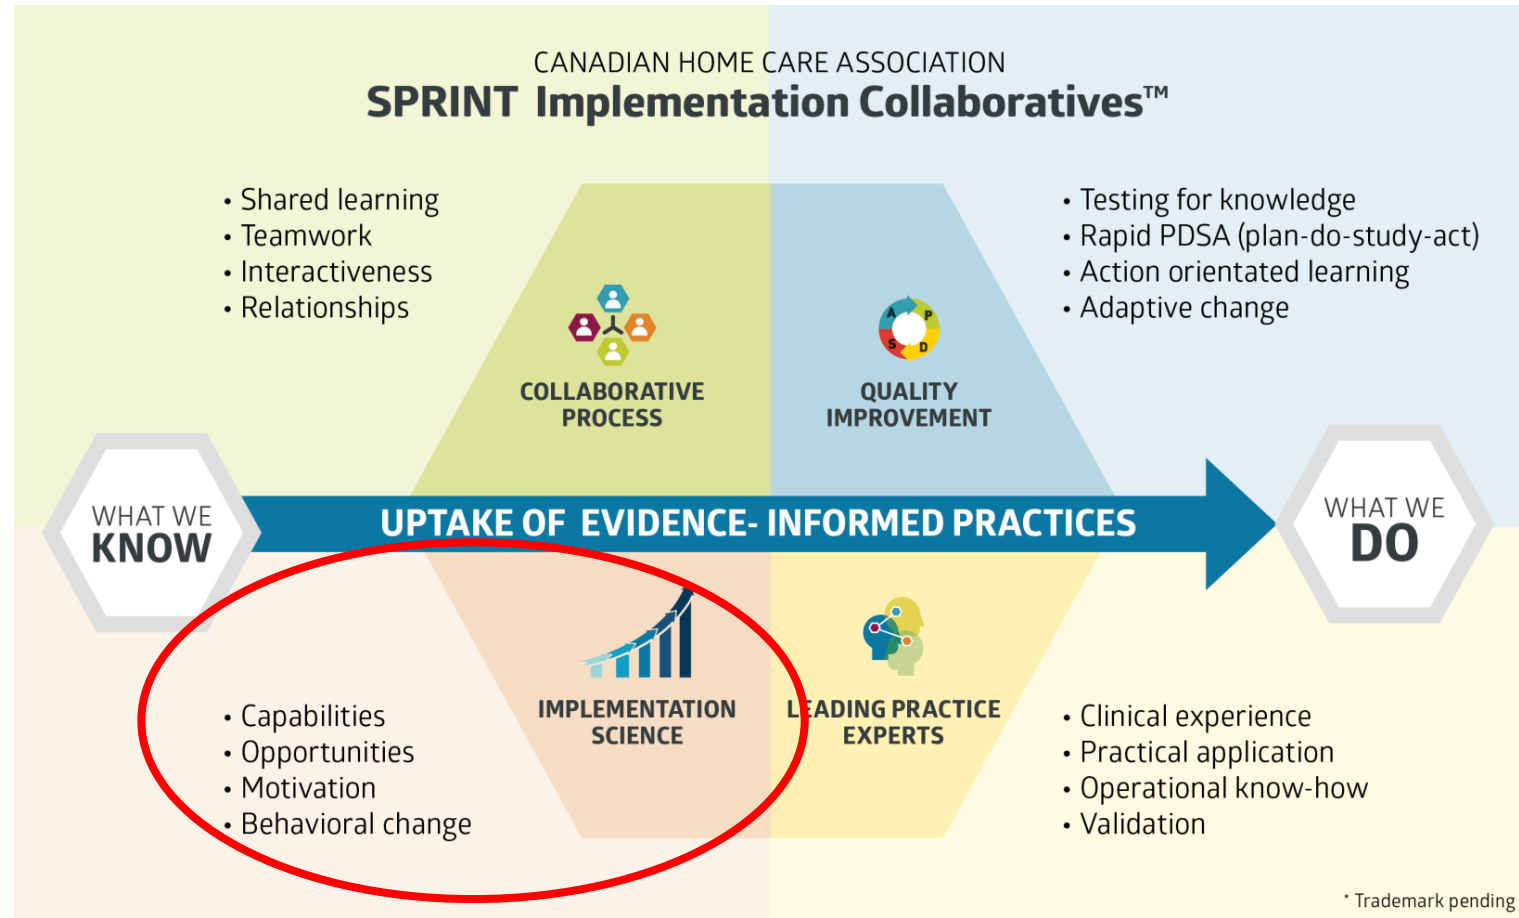 CANADIAN HOME CARE ASSOCIATION
SPRINT Implementation Collaboratives™
• Shared learning
• Teamwork
• Interactiveness
• Relationships
• Testing for knowledge
• Rapid PDSA (plan-do-study-act)
• Action orientated learning
• Adaptive change
A
P
S
D
COLLABORATIVE
PROCESS
QUALITY
IMPROVEMENT
WHAT WE
KNOW
UPTAKE OF EVIDENCE- INFORMED PRACTICES
WHAT WE
DO
IMPLEMENTATION
SCIENCE
LEADING PRACTICE
EXPERTS
• Capabilities
• Opportunities
• Motivation
• Behavioral change
• Clinical experience
• Practical application
• Operational know-how
• Validation
* Trademark pending